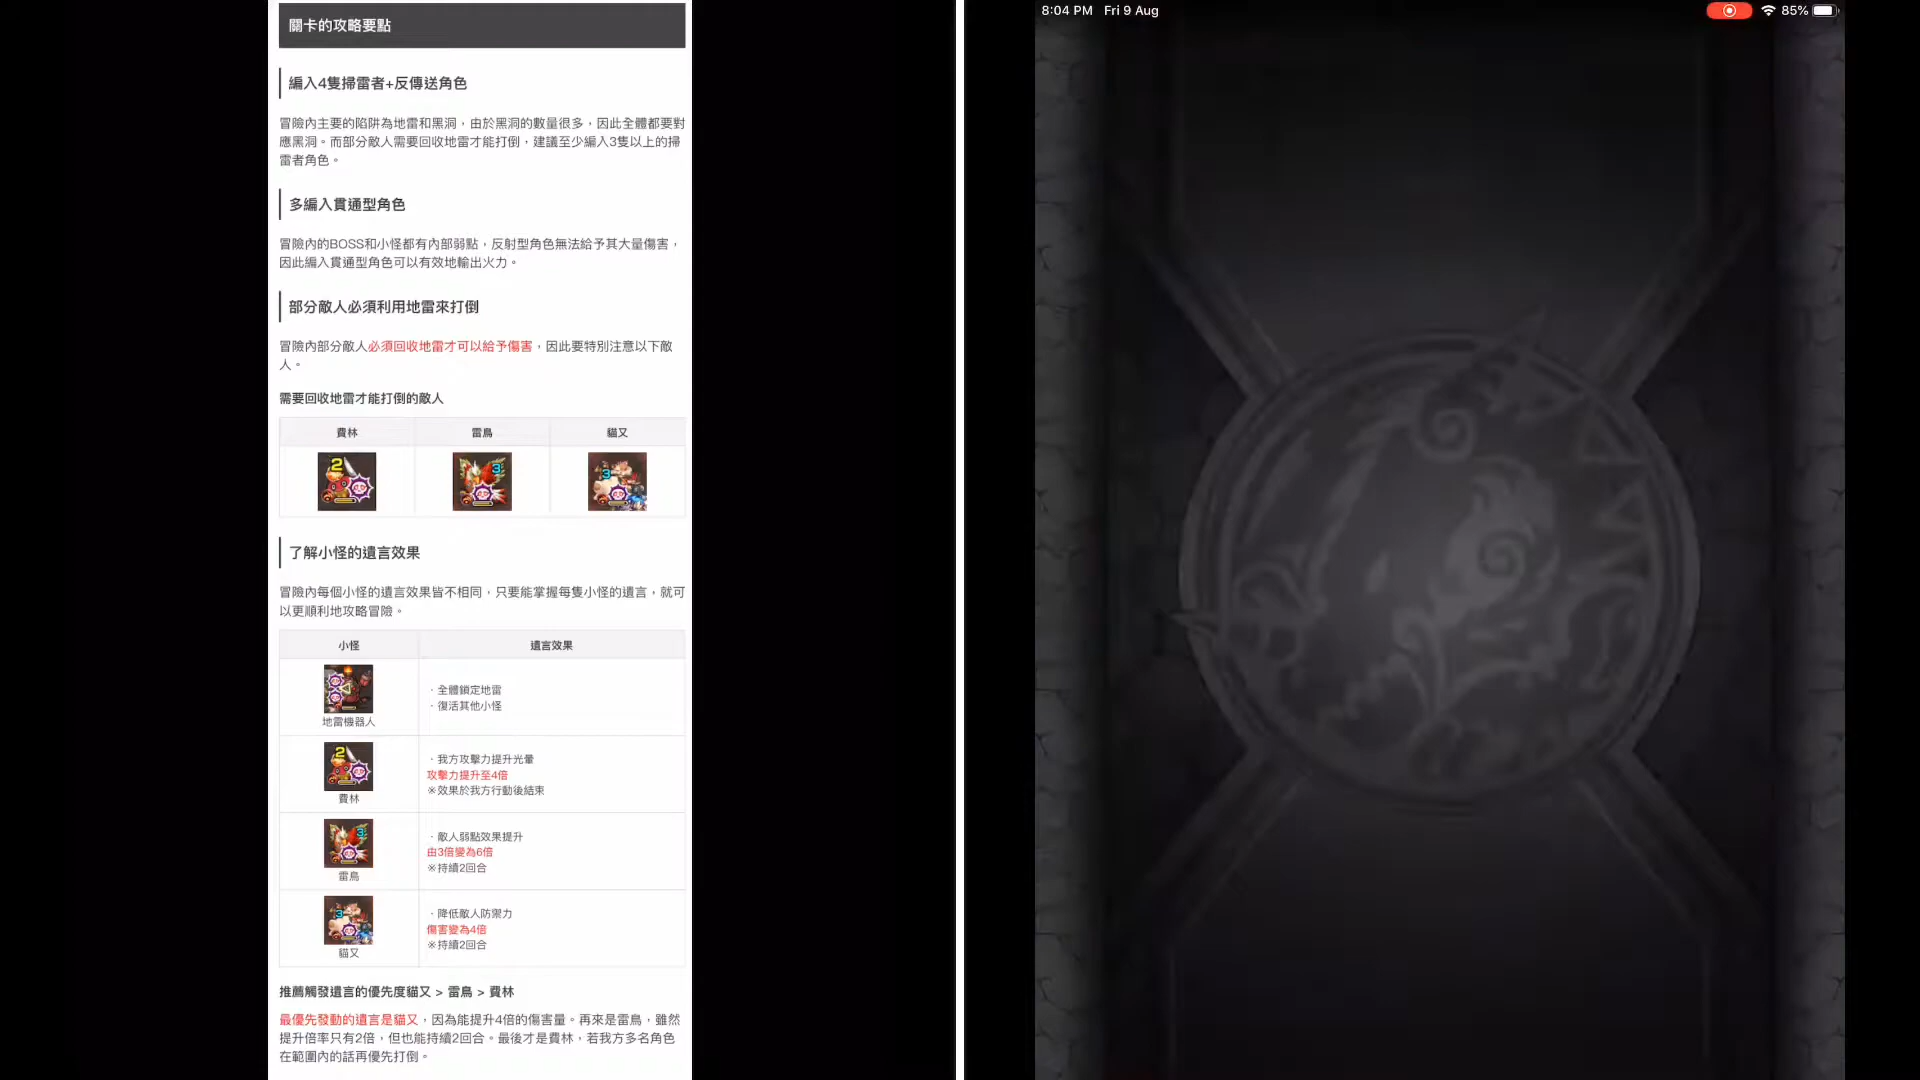 關卡的攻略要點
編入4隻掃雷者+反傳送角色
冒險內主要的陷阱為地雷和黑洞，由於黑洞的數量很多，因此全體都要對
應黑洞。而部分敵人需要回收地雷才能打倒，建議至少編入3隻以上的掃
雷者角色。
多編入貫通型角色
冒險內的BOSS和小怪都有內部弱點，反射型角色無法給予其大量傷害，
因此編入貫通型角色可以有效地輸出火力。
部分敵人必須利用地雷來打倒
冒險內部分敵人必須回收地雷才可以給予傷害，因此要特別注意以下敵
人。
需要回收地雷才能打倒的敵人
費林 雷鳥 貓又
2 3 3
了解小怪的遺言效果
冒險內每個小怪的遺言效果皆不相同，只要能掌握每隻小怪的遺言，就可
以更順利地攻略冒險。
小怪 遺言效果
地雷機器人
・全體鎖定地雷
・復活其他小怪
2
費林
・我方攻擊力提升光暈
攻擊力提升至4倍
※效果於我方行動後結束
3
雷鳥
・敵人弱點效果提升
由3倍變為6倍
※持續2回合
3
貓又
・降低敵人防禦力
傷害變為4倍
※持續2回合
推薦觸發遺言的優先度貓又 > 雷鳥 > 費林
最優先發動的遺言是貓又，因為能提升4倍的傷害量。再來是雷鳥，雖然
提升倍率只有2倍，但也能持續2回合。最後才是費林，若我方多名角色
在範圍內的話再優先打倒。
8:04 PM Fri 9 Aug
85%